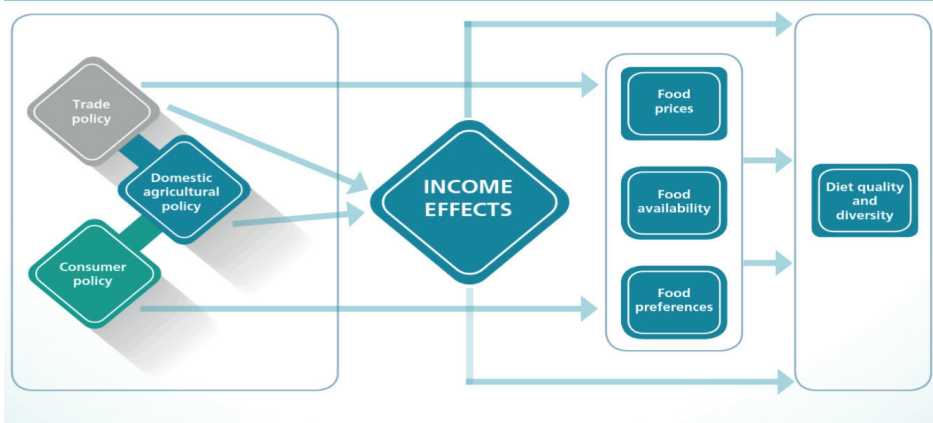 Trade
policy
Domestic
agricultural
policy
Consumer
policy
INCOME
EFFECTS
Food
prices
Food
availability
Food
preferences
Diet quality
and
diversity